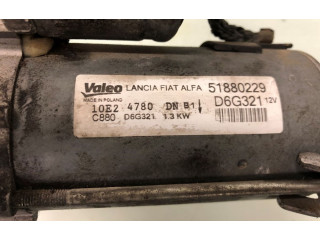 Valeo LANCIA FIAT ALFA 51880229
MADE IN POLAND D6G321 12V
10E2 4780 DN B1
C880 D6G321 1.3 KW